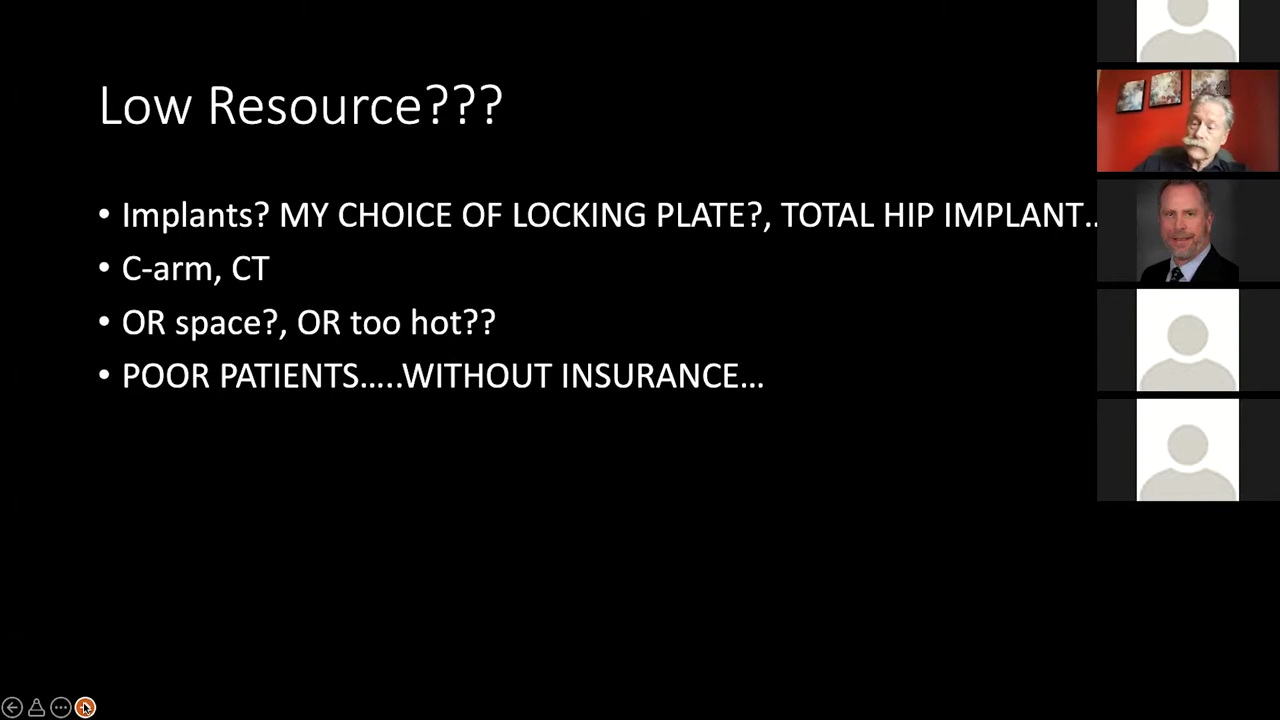 Low Resource???
• Implants? MY CHOICE OF LOCKING PLATE?, TOTAL HIP IMPLANT..
• C-arm, CT
• OR space?, OR too hot??
• POOR PATIENTS…..WITHOUT INSURANCE…